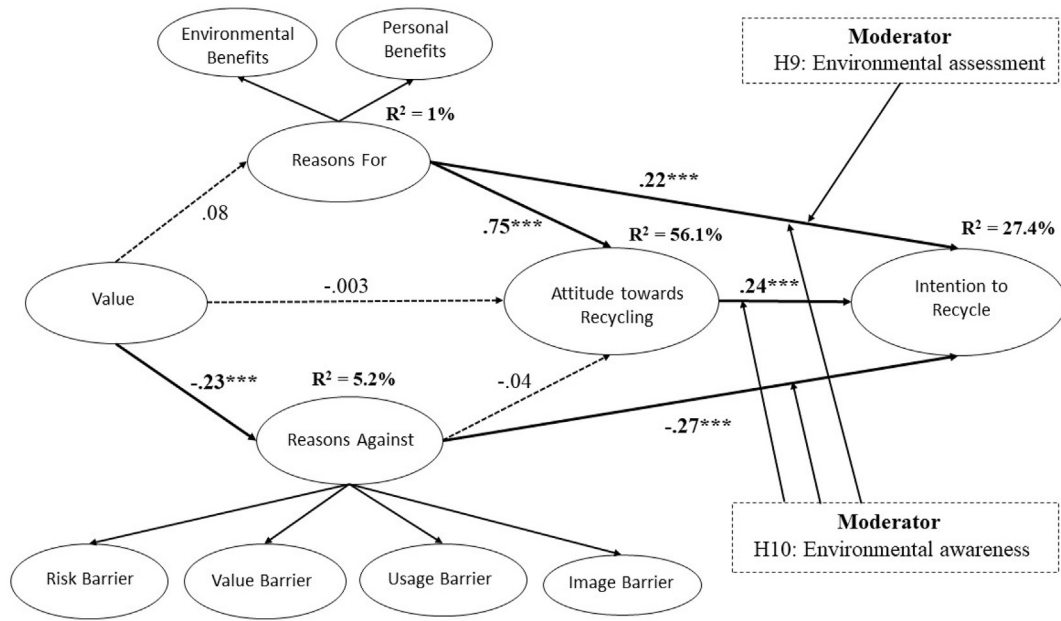 Environmental
Benefits
Personal
Benefits
Moderator
H9: Environmental assessment
R² = 1%
Reasons For
.22***
.08
.75***
R² = 56.1%
R² = 27.4%
Value
-.003
Attitude towards
Recycling
.24***
Intention to
Recycle
-.23***
R² = 5.2%
-.04
Reasons Against
-.27***
Moderator
H10: Environmental awareness
Risk Barrier
Value Barrier
Usage Barrier
Image Barrier